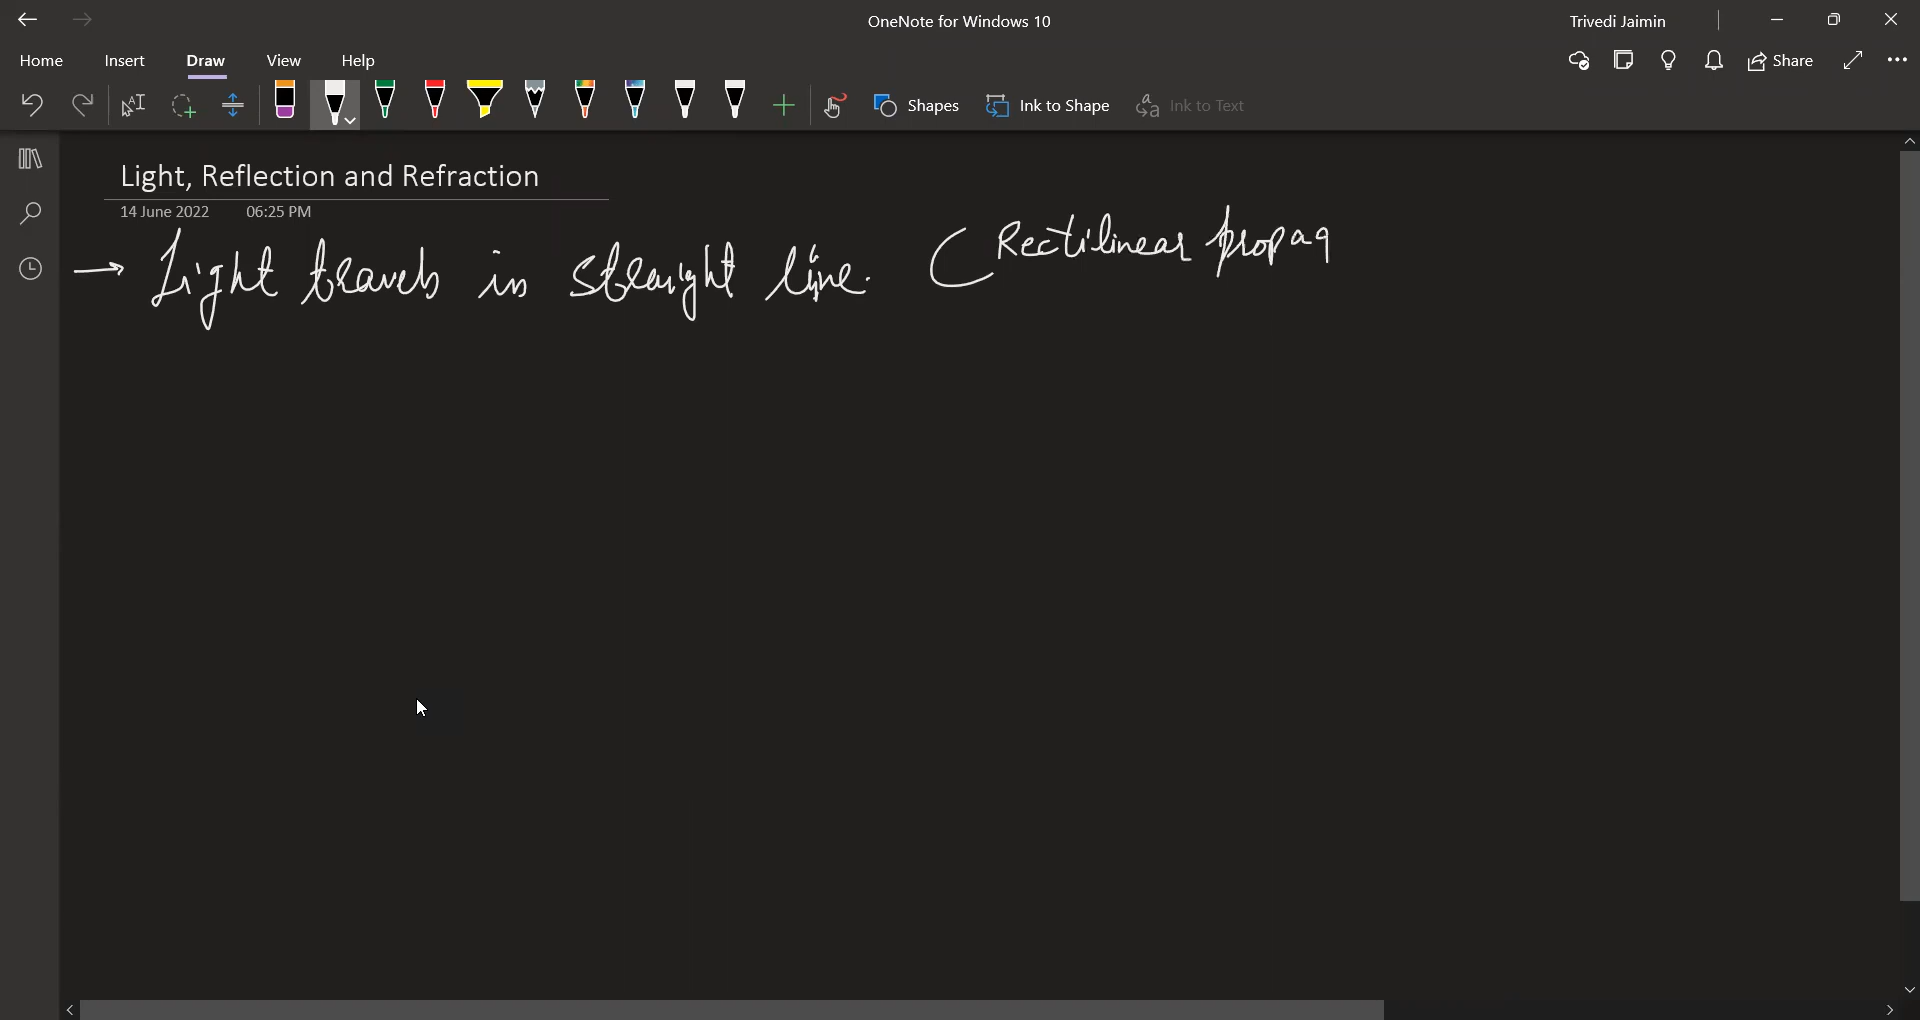 OneNote for Windows 10
Trivedi Jaimin
Home Insert Draw View Help
Share
Shapes Ink to Shape Ink to Text
Light, Reflection and Refraction
14 June 2022 06:25 PM
→ Light travels in straight line. ( Rectilinear propag